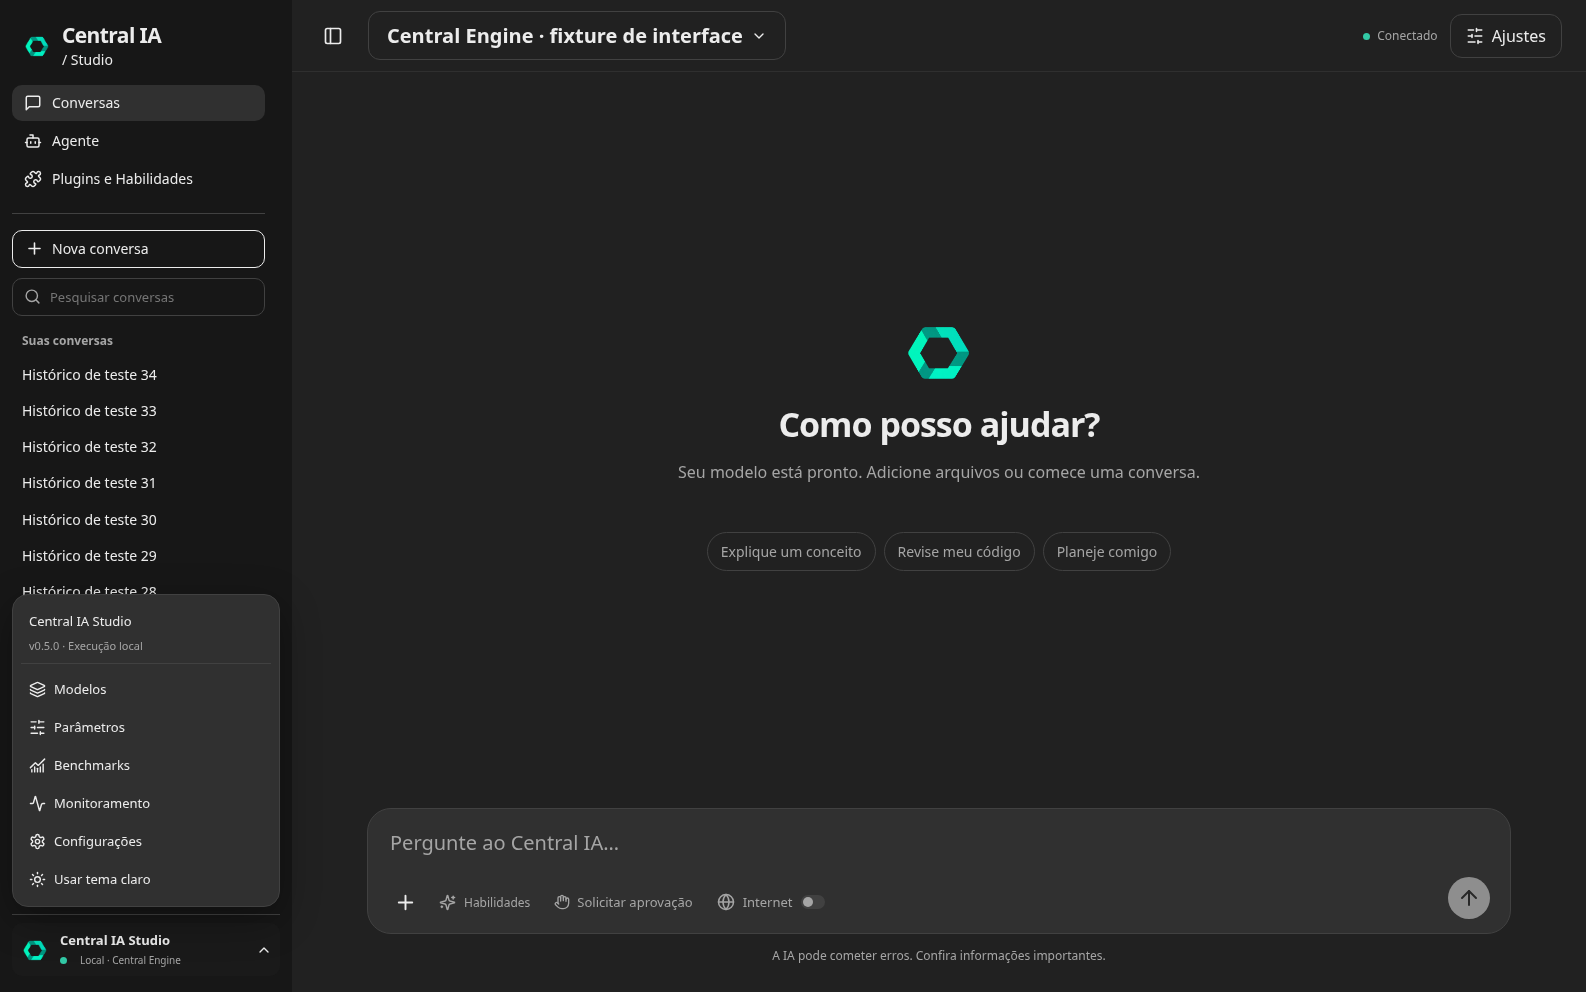 Central IA
/ Studio
Conversas
Agente
Plugins e Habilidades
Nova conversa
Pesquisar conversas
Suas conversas
Histórico de teste 34
Histórico de teste 33
Histórico de teste 32
Histórico de teste 31
Histórico de teste 30
Histórico de teste 29
Histórico de teste 28
Central IA Studio
v0.5.0 · Execução local
Modelos
Parâmetros
Benchmarks
Monitoramento
Configurações
Usar tema claro
Central IA Studio
Local · Central Engine
Central Engine · fixture de interface
Conectado
Ajustes
Como posso ajudar?
Seu modelo está pronto. Adicione arquivos ou comece uma conversa.
Explique um conceito
Revise meu código
Planeje comigo
Pergunte ao Central IA...
Habilidades
Solicitar aprovação
Internet
A IA pode cometer erros. Confira informações importantes.